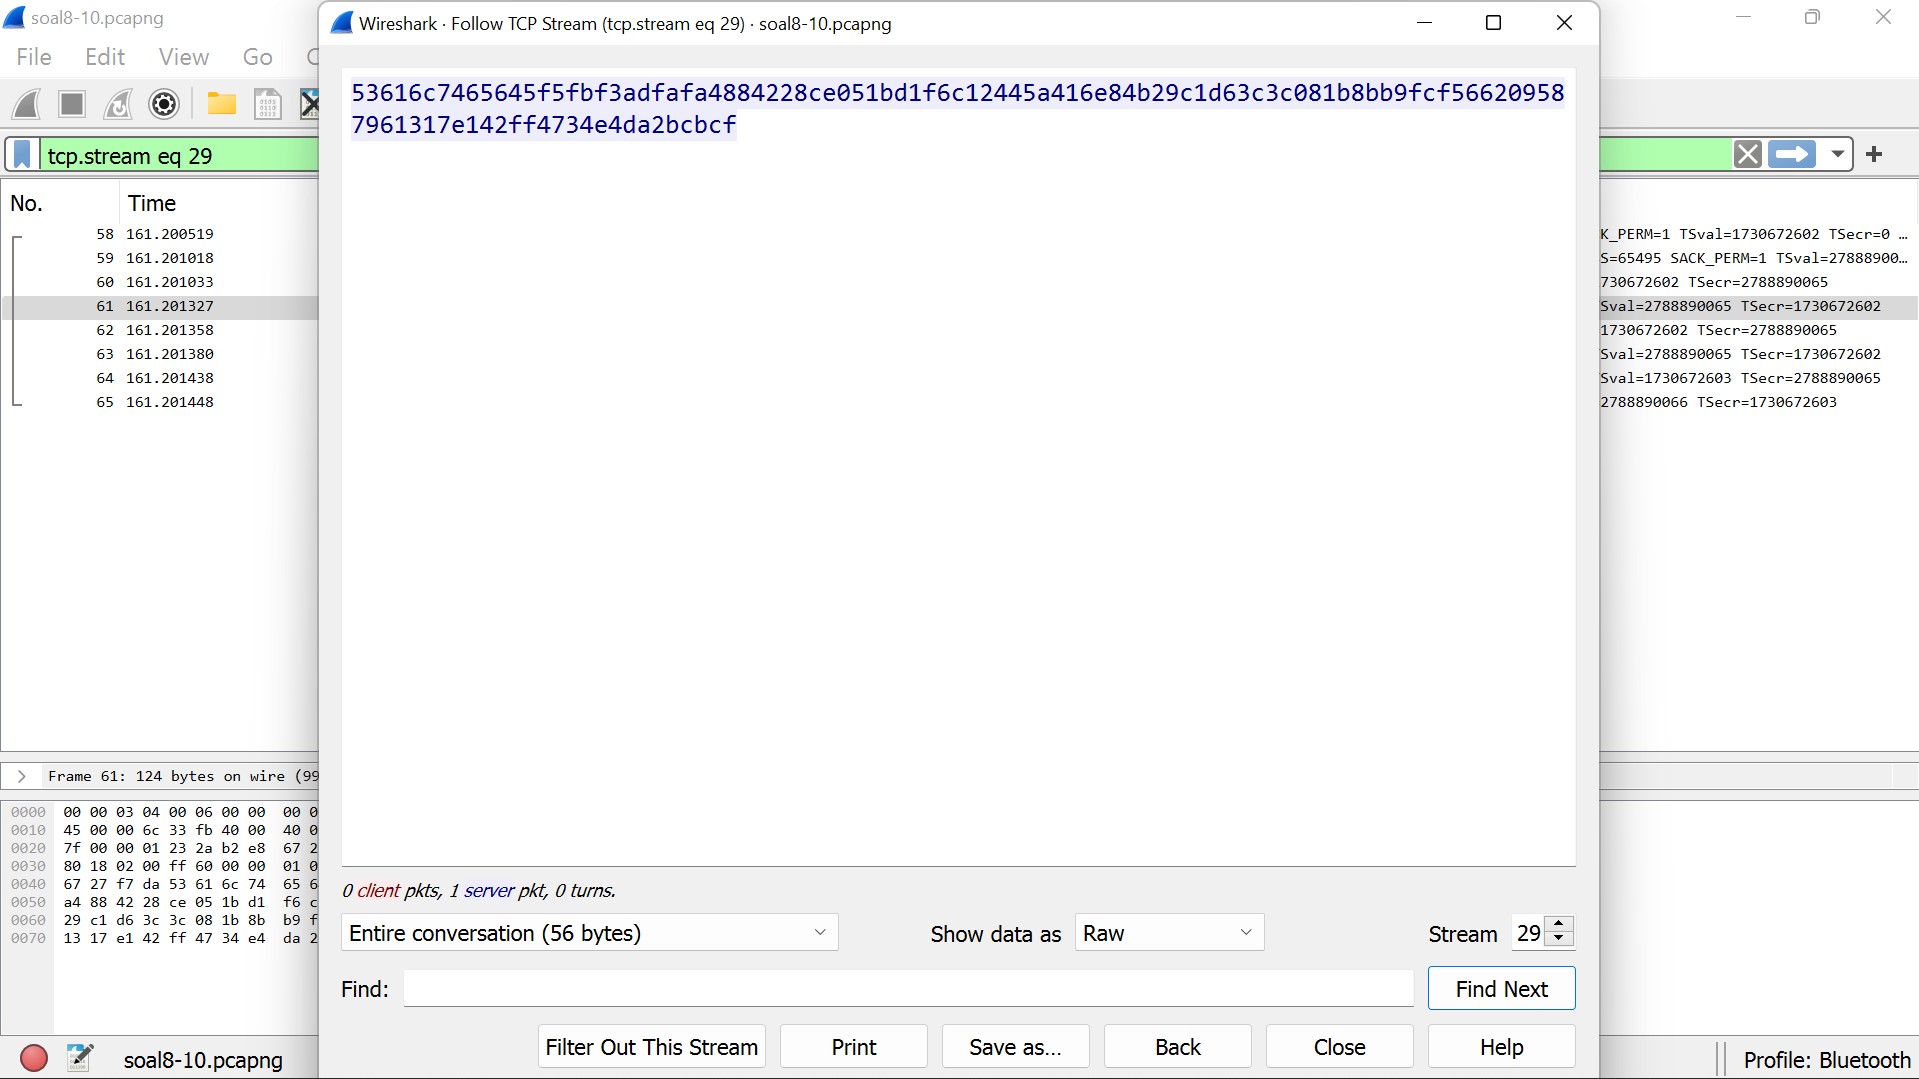 soal8-10.pcapng
Wireshark · Follow TCP Stream (tcp.stream eq 29) · soal8-10.pcapng
File Edit View Go
53616c7465645f5fbf3adfafa4884228ce051bd1f6c12445a416e84b29c1d63c3c081b8bb9fcf56620958
7961317e142ff4734e4da2bcbcf
tcp.stream eq 29
No. Time
58 161.200519 K_PERM=1 TSval=1730672602 TSecr=0 …
59 161.201018 S=65495 SACK_PERM=1 TSval=27888900…
60 161.201033 730672602 TSecr=2788890065
61 161.201327 Sval=2788890065 TSecr=1730672602
62 161.201358 1730672602 TSecr=2788890065
63 161.201380 Sval=2788890065 TSecr=1730672602
64 161.201438 Sval=1730672603 TSecr=2788890065
65 161.201448 2788890066 TSecr=1730672603
Frame 61: 124 bytes on wire (99
0000 00 00 03 04 00 06 00 00 00 0
0010 45 00 00 6c 33 fb 40 00 40 0
0020 7f 00 00 01 23 2a b2 e8 67 2
0030 80 18 02 00 ff 60 00 00 01 0
0040 67 27 f7 da 53 61 6c 74 65 6
0050 a4 88 42 28 ce 05 1b d1 f6 c
0060 29 c1 d6 3c 3c 08 1b 8b b9 f
0070 13 17 e1 42 ff 47 34 e4 da 2
0 client pkts, 1 server pkt, 0 turns.
Entire conversation (56 bytes) Show data as Raw Stream 29
Find: Find Next
Filter Out This Stream Print Save as... Back Close Help
soal8-10.pcapng Profile: Bluetooth